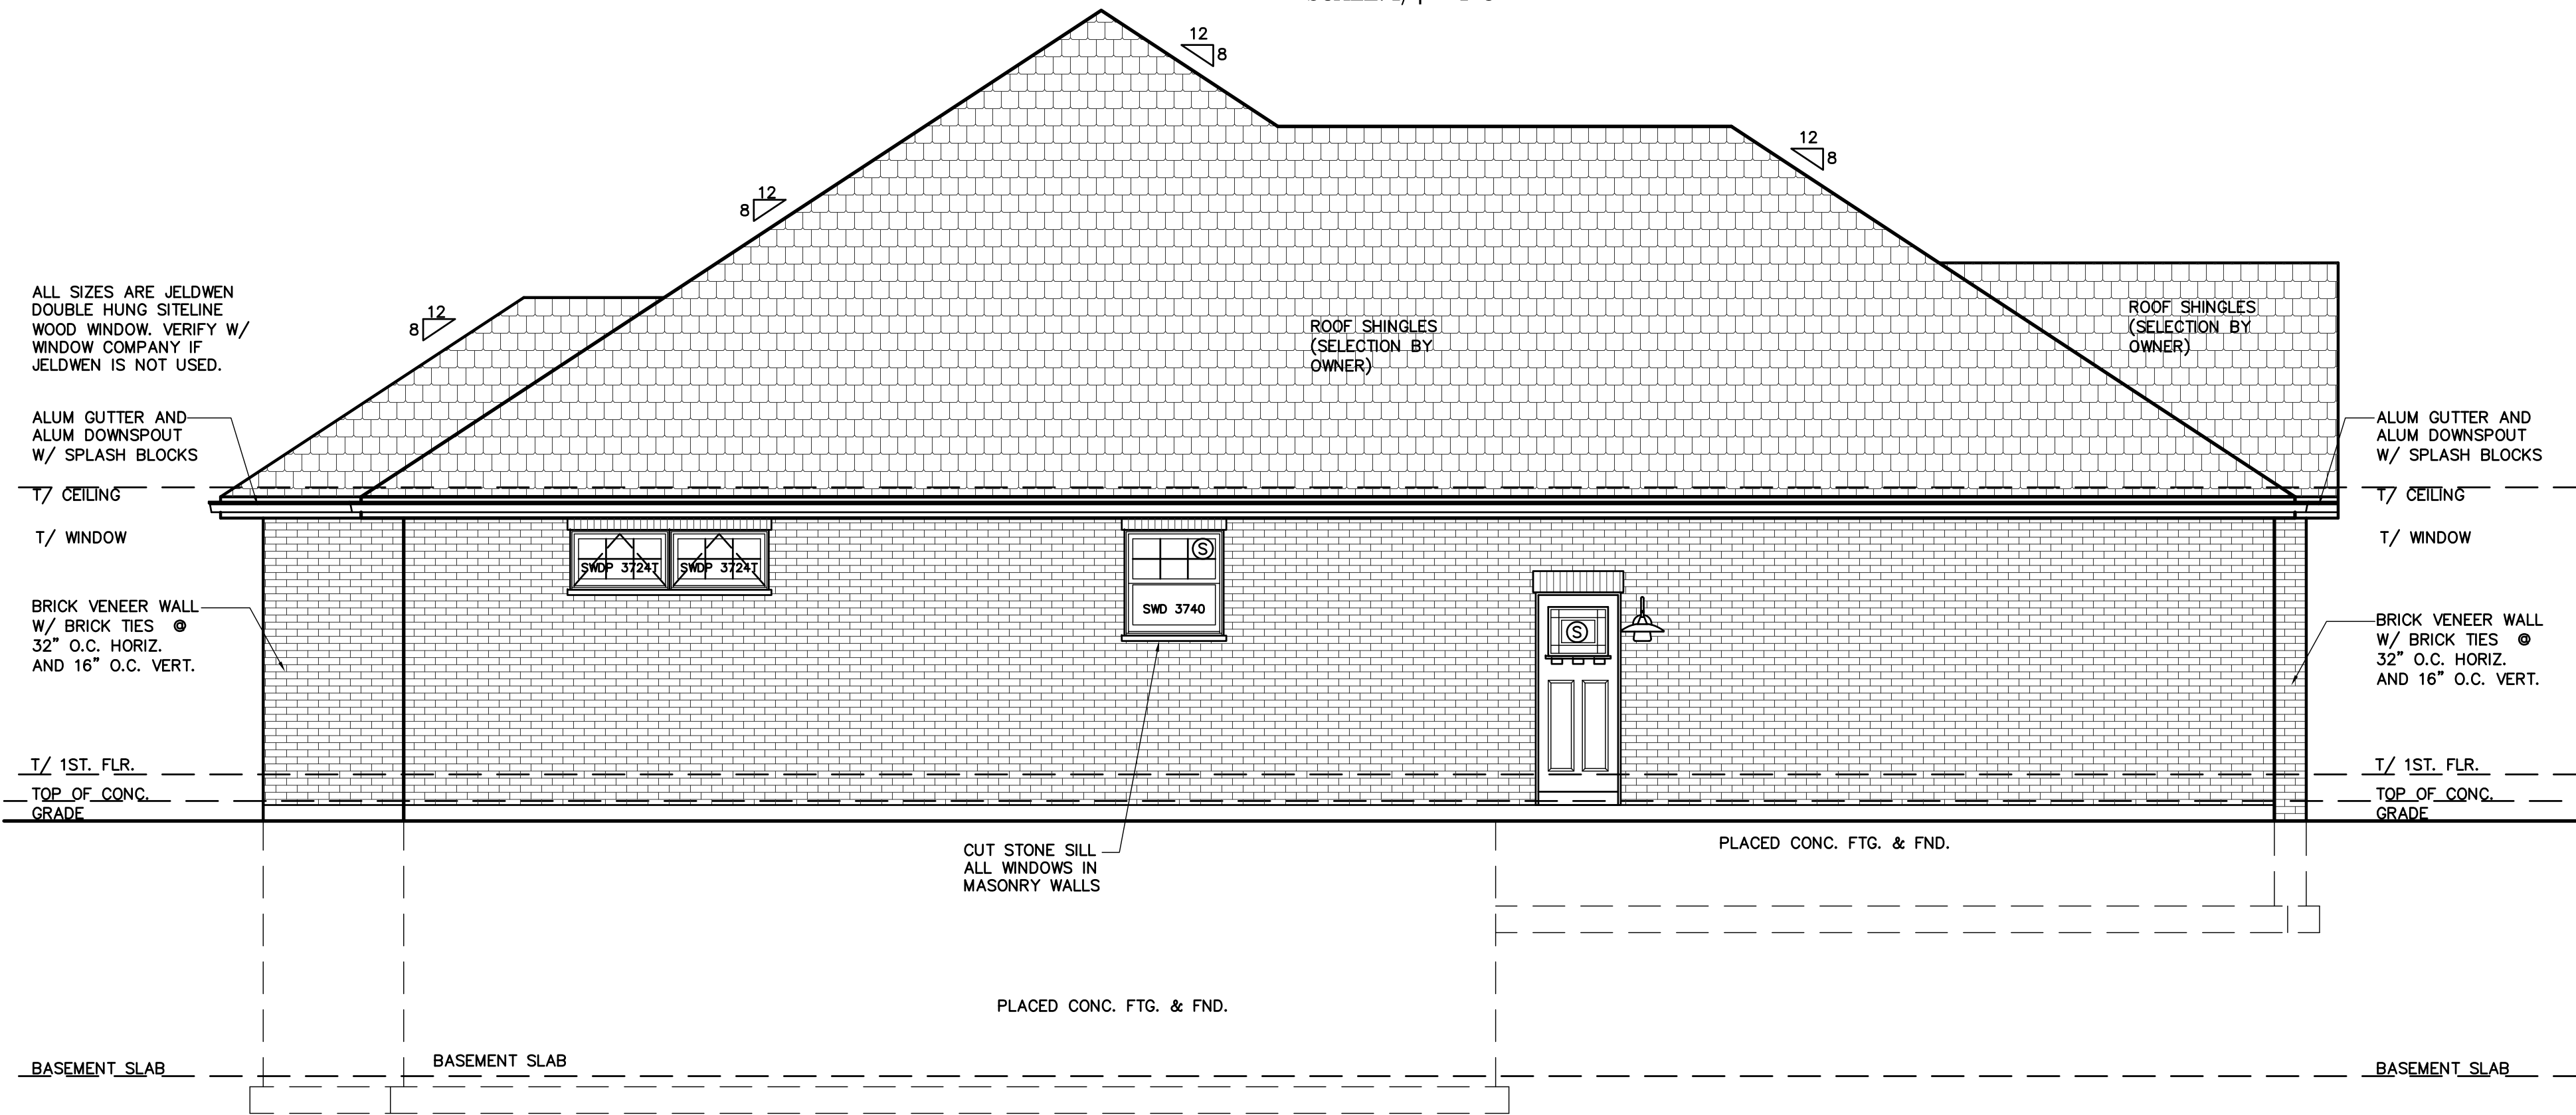 12
8
12
8
12
8
12
8
ALL SIZES ARE JELDWEN
DOUBLE HUNG SITELINE
WOOD WINDOW. VERIFY W/
WINDOW COMPANY IF
JELDWEN IS NOT USED.
ROOF SHINGLES
(SELECTION BY
OWNER)
ROOF SHINGLES
(SELECTION BY
OWNER)
ALUM GUTTER AND
ALUM DOWNSPOUT
W/ SPLASH BLOCKS
ALUM GUTTER AND
ALUM DOWNSPOUT
W/ SPLASH BLOCKS
T/ CEILING
T/ CEILING
T/ WINDOW
T/ WINDOW
S
SWDP 3724T
SWDP 3724T
SWD 3740
S
BRICK VENEER WALL
W/ BRICK TIES @
32" O.C. HORIZ.
AND 16" O.C. VERT.
BRICK VENEER WALL
W/ BRICK TIES @
32" O.C. HORIZ.
AND 16" O.C. VERT.
T/ 1ST. FLR.
T/ 1ST. FLR.
TOP OF CONC.
TOP OF CONC.
GRADE
GRADE
CUT STONE SILL
ALL WINDOWS IN
MASONRY WALLS
PLACED CONC. FTG. & FND.
PLACED CONC. FTG. & FND.
BASEMENT SLAB
BASEMENT SLAB
BASEMENT SLAB